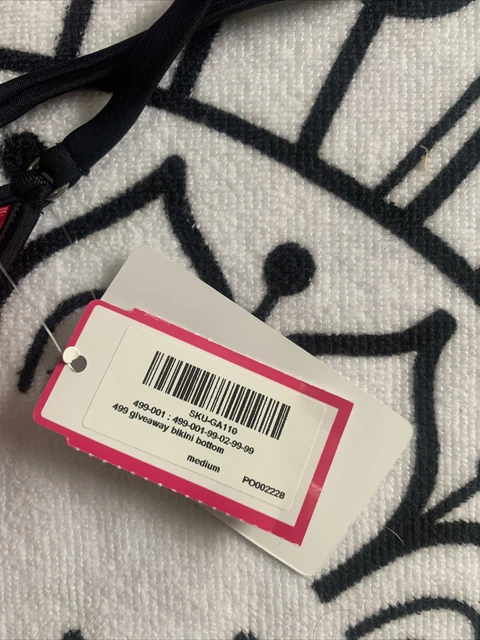 SKU-GA110
499-001 : 499-001-99-02-99-99
499 giveaway bikini bottom
medium
PO002228